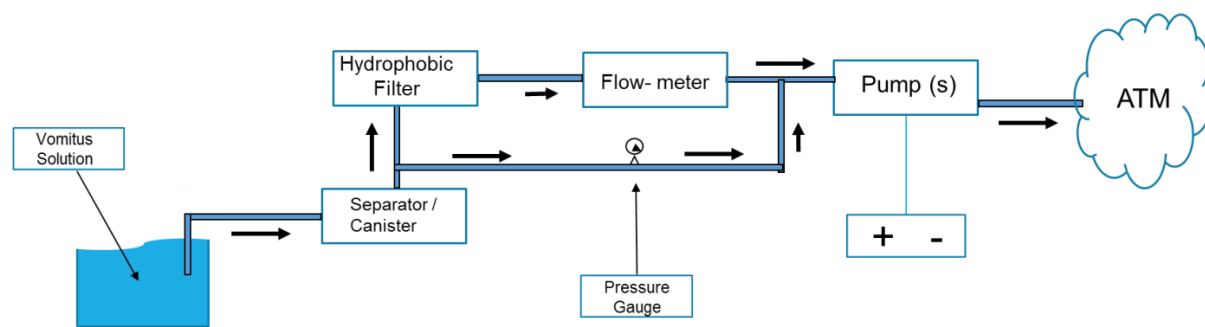 Hydrophobic
Filter
Flow- meter
Pump (s)
ATM
Vomitus
Solution
Separator /
Canister
+ -
Pressure
Gauge